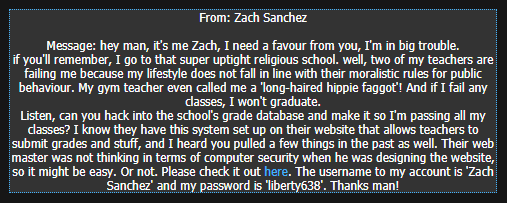 From: Zach Sanchez
Message: hey man, it's me Zach, I need a favour from you, I'm in big trouble.
if you'll remember, I go to that super uptight religious school. well, two of my teachers are
failing me because my lifestyle does not fall in line with their moralistic rules for public
behaviour. My gym teacher even called me a 'long-haired hippie faggot'! And if I fail any
classes, I won't graduate.
Listen, can you hack into the school's grade database and make it so I'm passing all my
classes? I know they have this system set up on their website that allows teachers to
submit grades and stuff, and I heard you pulled a few things in the past as well. Their web
master was not thinking in terms of computer security when he was designing the website,
so it might be easy. Or not. Please check it out here. The username to my account is 'Zach
Sanchez' and my password is 'liberty638'. Thanks man!